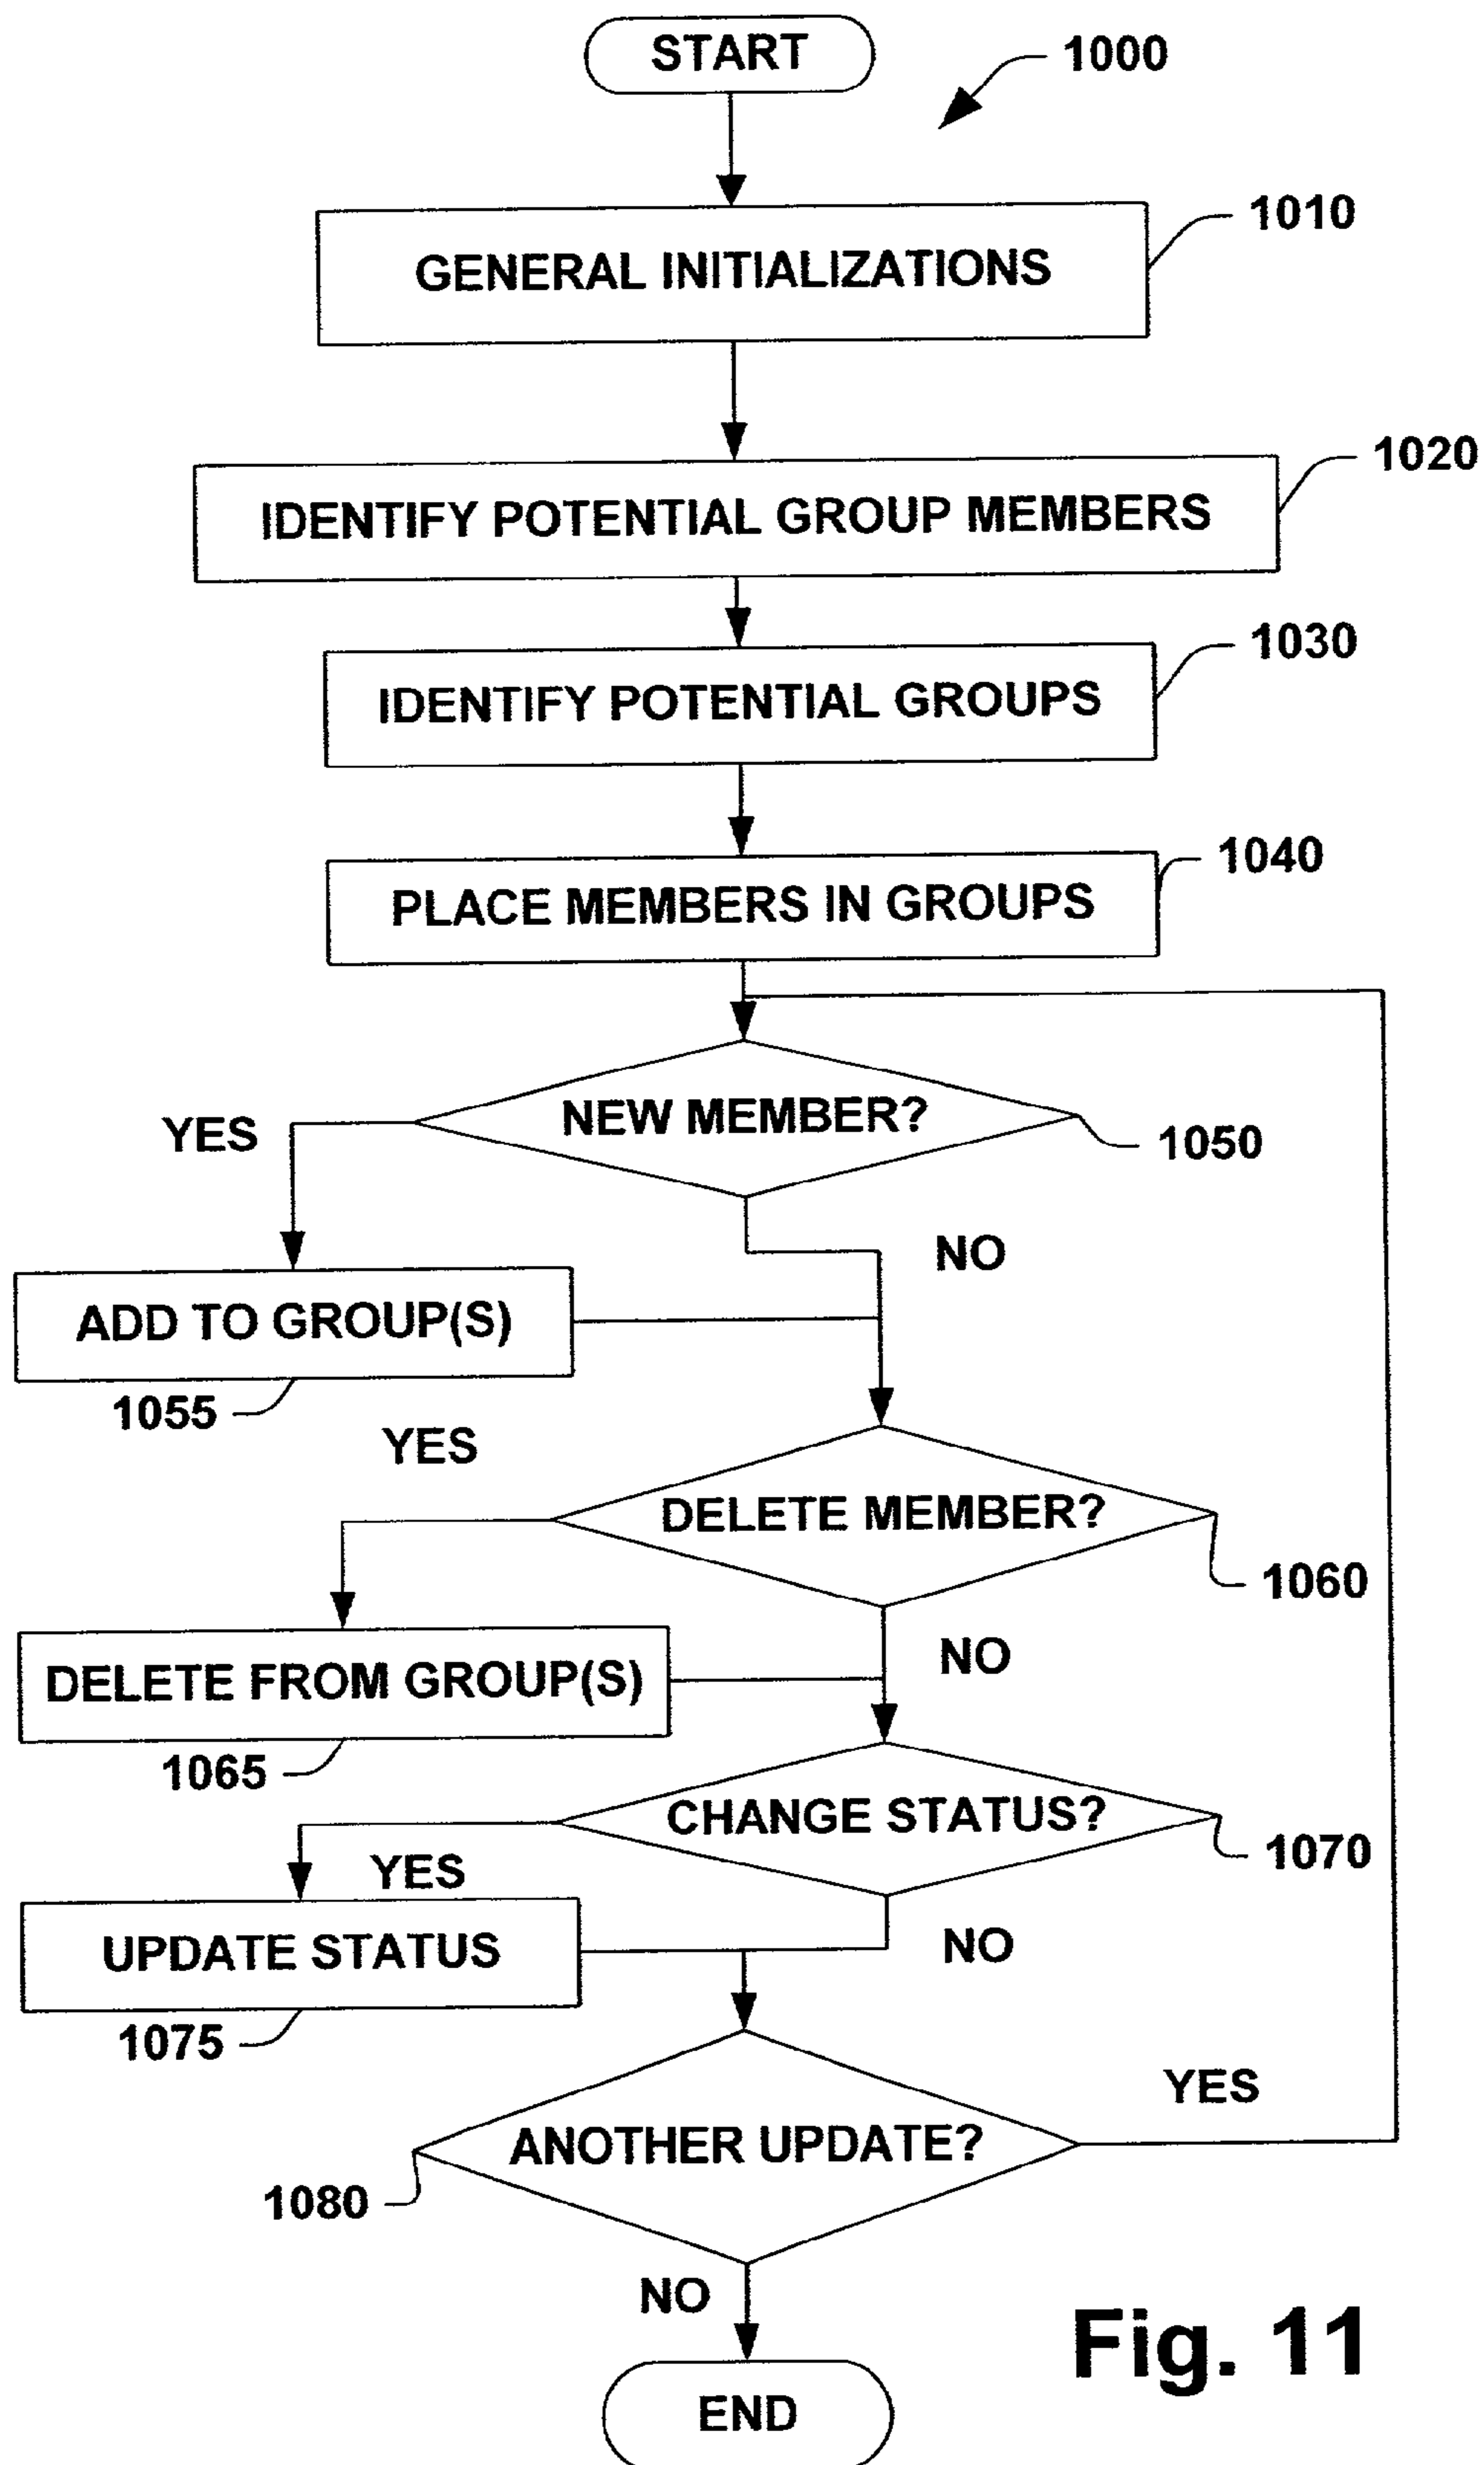 START
1000
GENERAL INITIALIZATIONS
1010
IDENTIFY POTENTIAL GROUP MEMBERS
1020
IDENTIFY POTENTIAL GROUPS
1030
PLACE MEMBERS IN GROUPS
1040
NEW MEMBER?
YES
1050
NO
ADD TO GROUP(S)
1055
YES
DELETE MEMBER?
1060
NO
DELETE FROM GROUP(S)
1065
CHANGE STATUS?
1070
YES
NO
UPDATE STATUS
1075
YES
ANOTHER UPDATE?
1080
NO
END
Fig. 11